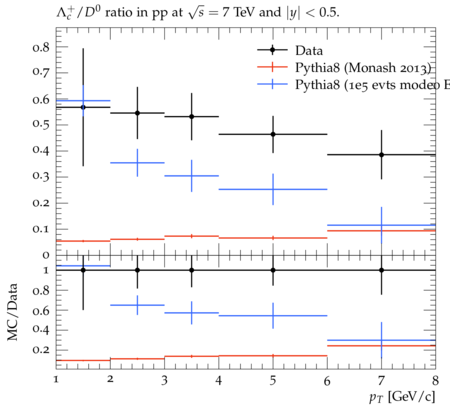 Λc+/D0 ratio in pp at √s = 7 TeV and |y| < 0.5.
0.8
0.7
0.6
0.5
0.4
0.3
0.2
0.1
0
Data
Pythia8 (Monash 2013)
Pythia8 (1e5 evts modeo E
MC/Data
1
0.8
0.6
0.4
0.2
1 2 3 4 5 6 7 8
pT [GeV/c]